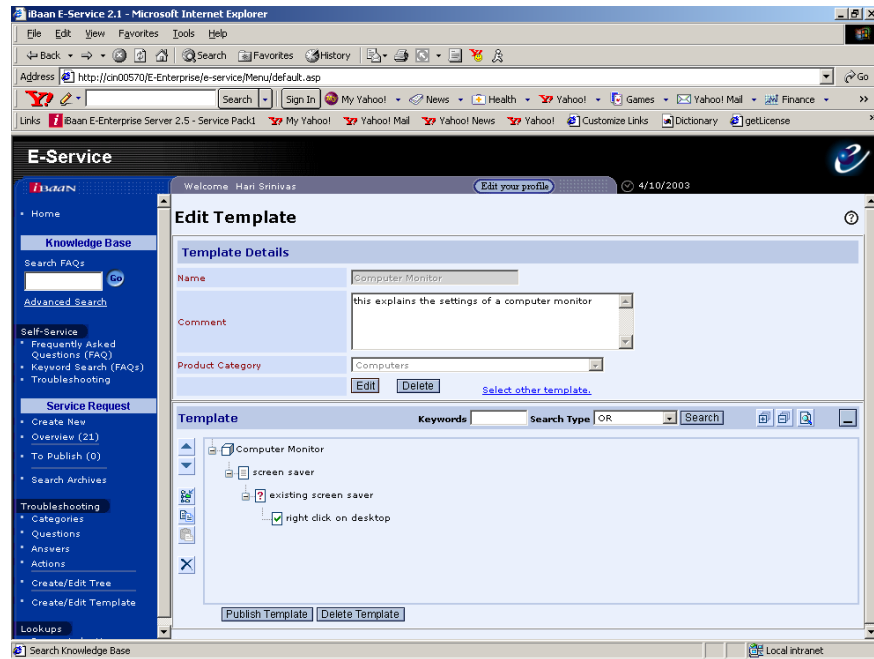 iBaan E-Service 2.1 - Microsoft Internet Explorer
File Edit View Favorites Tools Help
Back Search Favorites History
Address http://cin00570/E-Enterprise/e-service/Menu/default.asp Go
Y! Search Sign In My Yahoo! News Health Yahoo! Games Yahoo! Mail Finance »
Links iBaan E-Enterprise Server 2.5 - Service Pack1 My Yahoo! Yahoo! Mail Yahoo! News Yahoo! Customize Links Dictionary getLicense »
E-Service
iBaan Welcome Hari Srinivas Edit your profile 4/10/2003
Home
Knowledge Base
Search FAQs
Go
Advanced Search
Self-Service
Frequently Asked
Questions (FAQ)
Keyword Search (FAQs)
Troubleshooting
Service Request
Create New
Overview (21)
To Publish (0)
Search Archives
Troubleshooting
Categories
Questions
Answers
Actions
Create/Edit Tree
Create/Edit Template
Lookups
Edit Template ?
Template Details
Name Computer Monitor
Comment this explains the settings of a computer monitor
Product Category Computers
Edit Delete Select other template.
Template Keywords Search Type OR Search
Computer Monitor
screen saver
? existing screen saver
right click on desktop
Publish Template Delete Template
Search Knowledge Base Local intranet